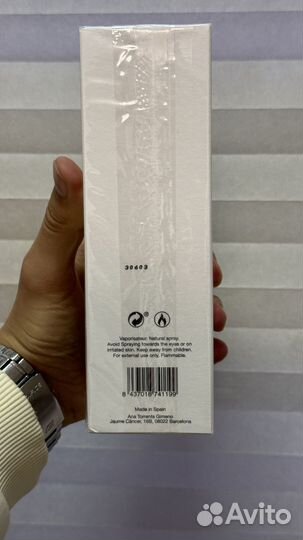 30603
Vaporisateur. Natural spray.
Avoid Spraying towards the eyes or on
irritated skin. Keep away from children.
For external use only. Flammable.
8 437018 741199
Made in Spain
Ana Torrents Gimeno
Jaume Càncer, 16B, 08022 Barcelona
Avito